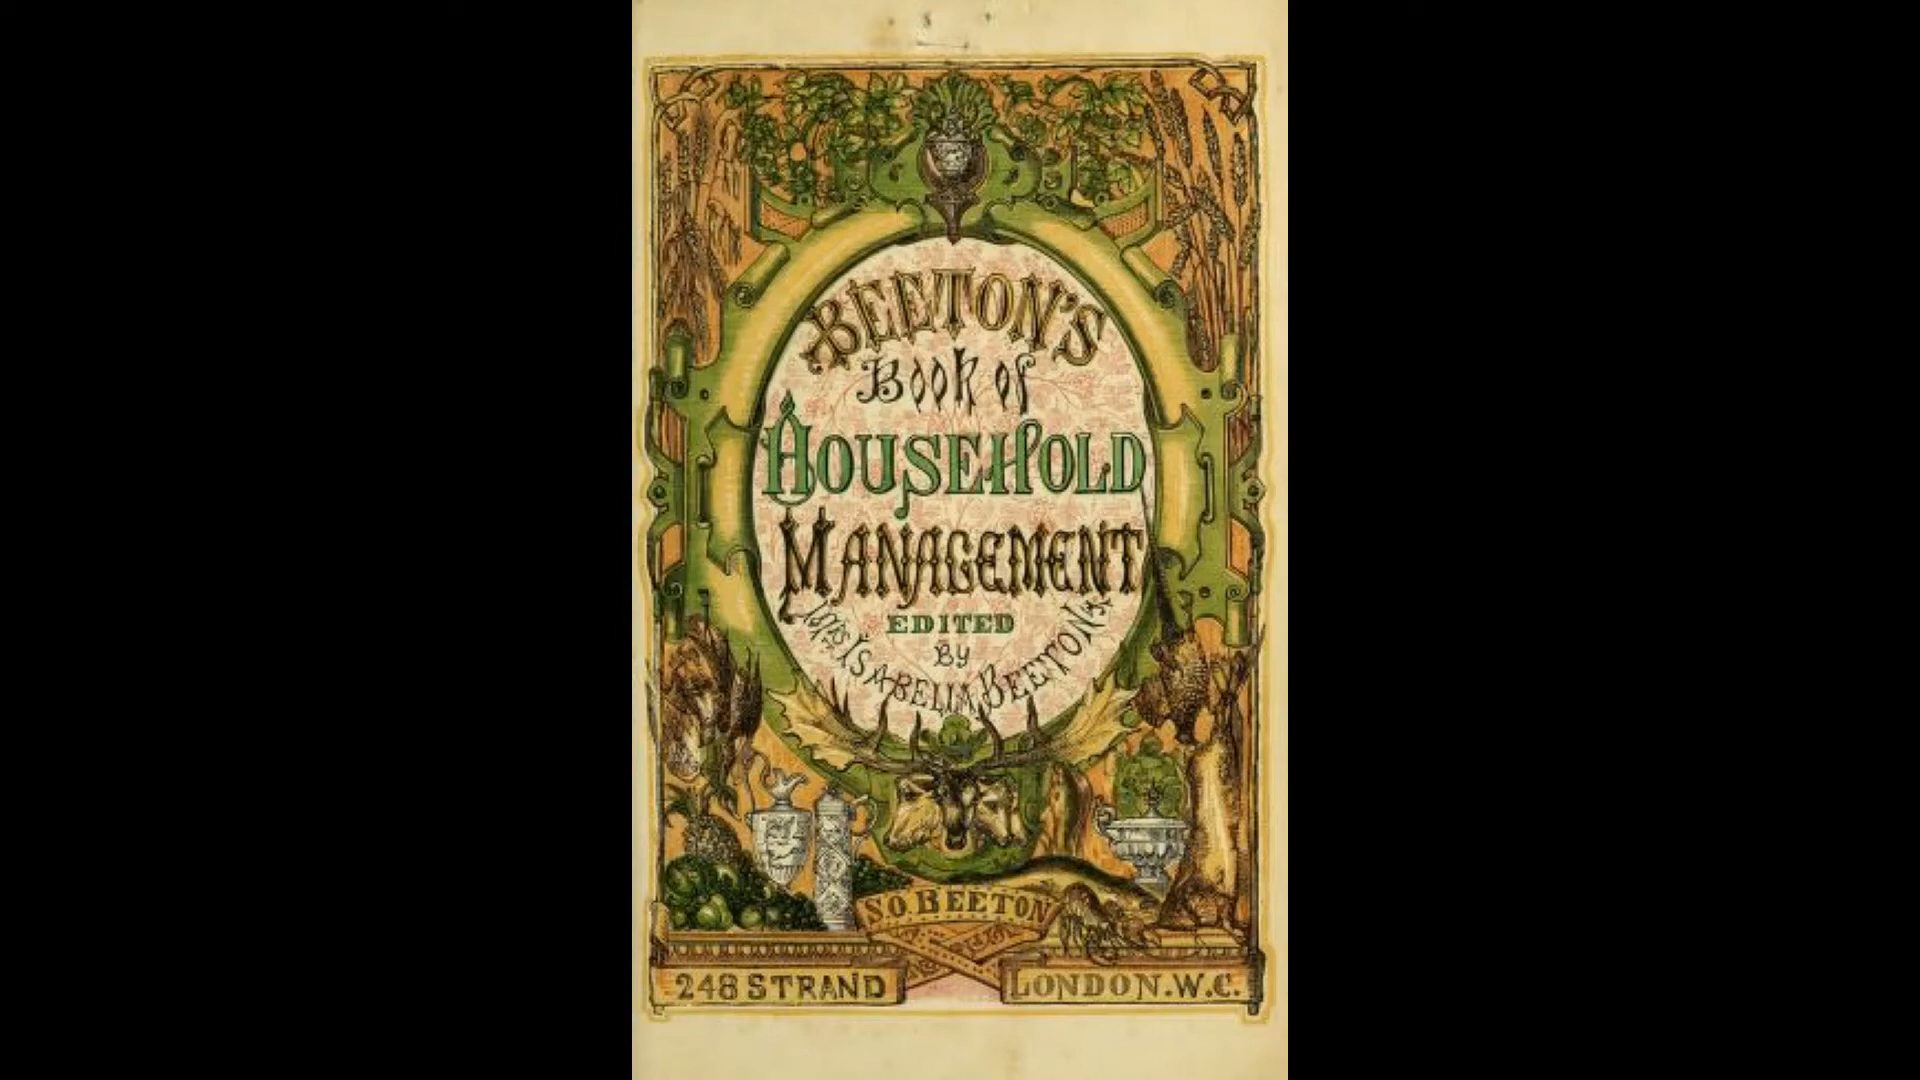 BEETON'S
Book of
HOUSEHOLD
MANAGEMENT
EDITED
BY
MRS ISABELLA BEETON
S.O. BEETON
248 STRAND
LONDON. W.C.